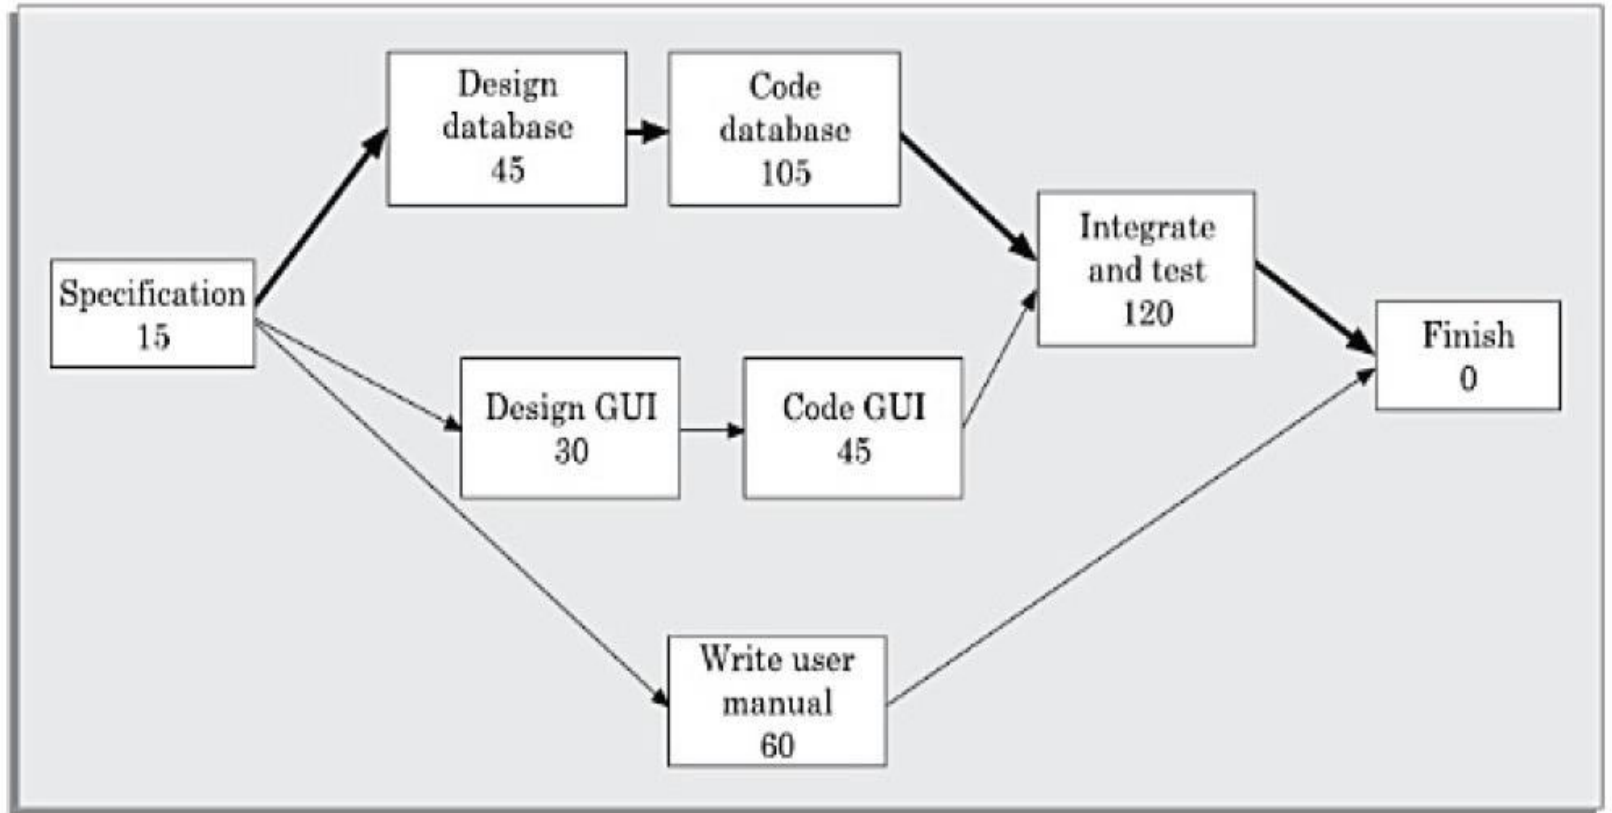 Design
database
45
Code
database
105
Integrate
and test
120
Specification
15
Finish
0
Design GUI
30
Code GUI
45
Write user
manual
60